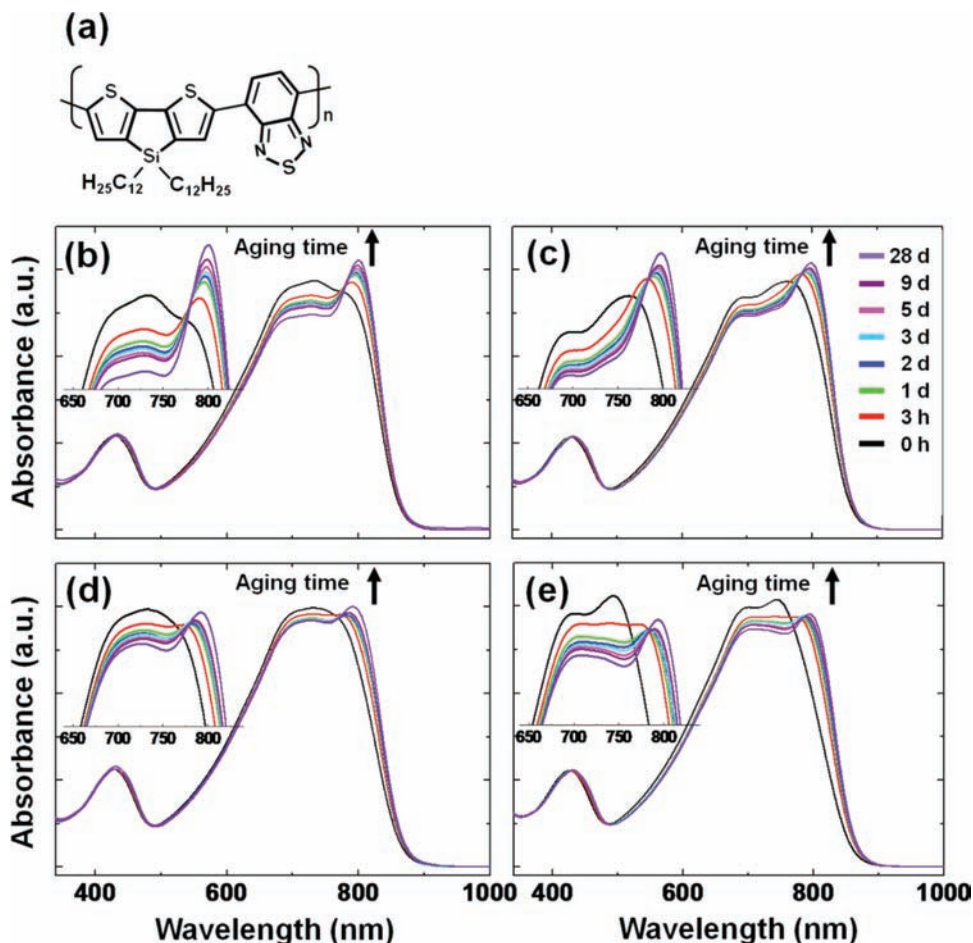 (a)
S S
n
N N
S
Si
H25C12 C12H25
(b) Aging time
(c) Aging time
28 d
9 d
5 d
3 d
2 d
1 d
3 h
0 h
650 700 750 800
650 700 750 800
Absorbance (a.u.)
(d) Aging time
(e) Aging time
650 700 750 800
650 700 750 800
Absorbance (a.u.)
400 600 800 1000
400 600 800 1000
Wavelength (nm)
Wavelength (nm)